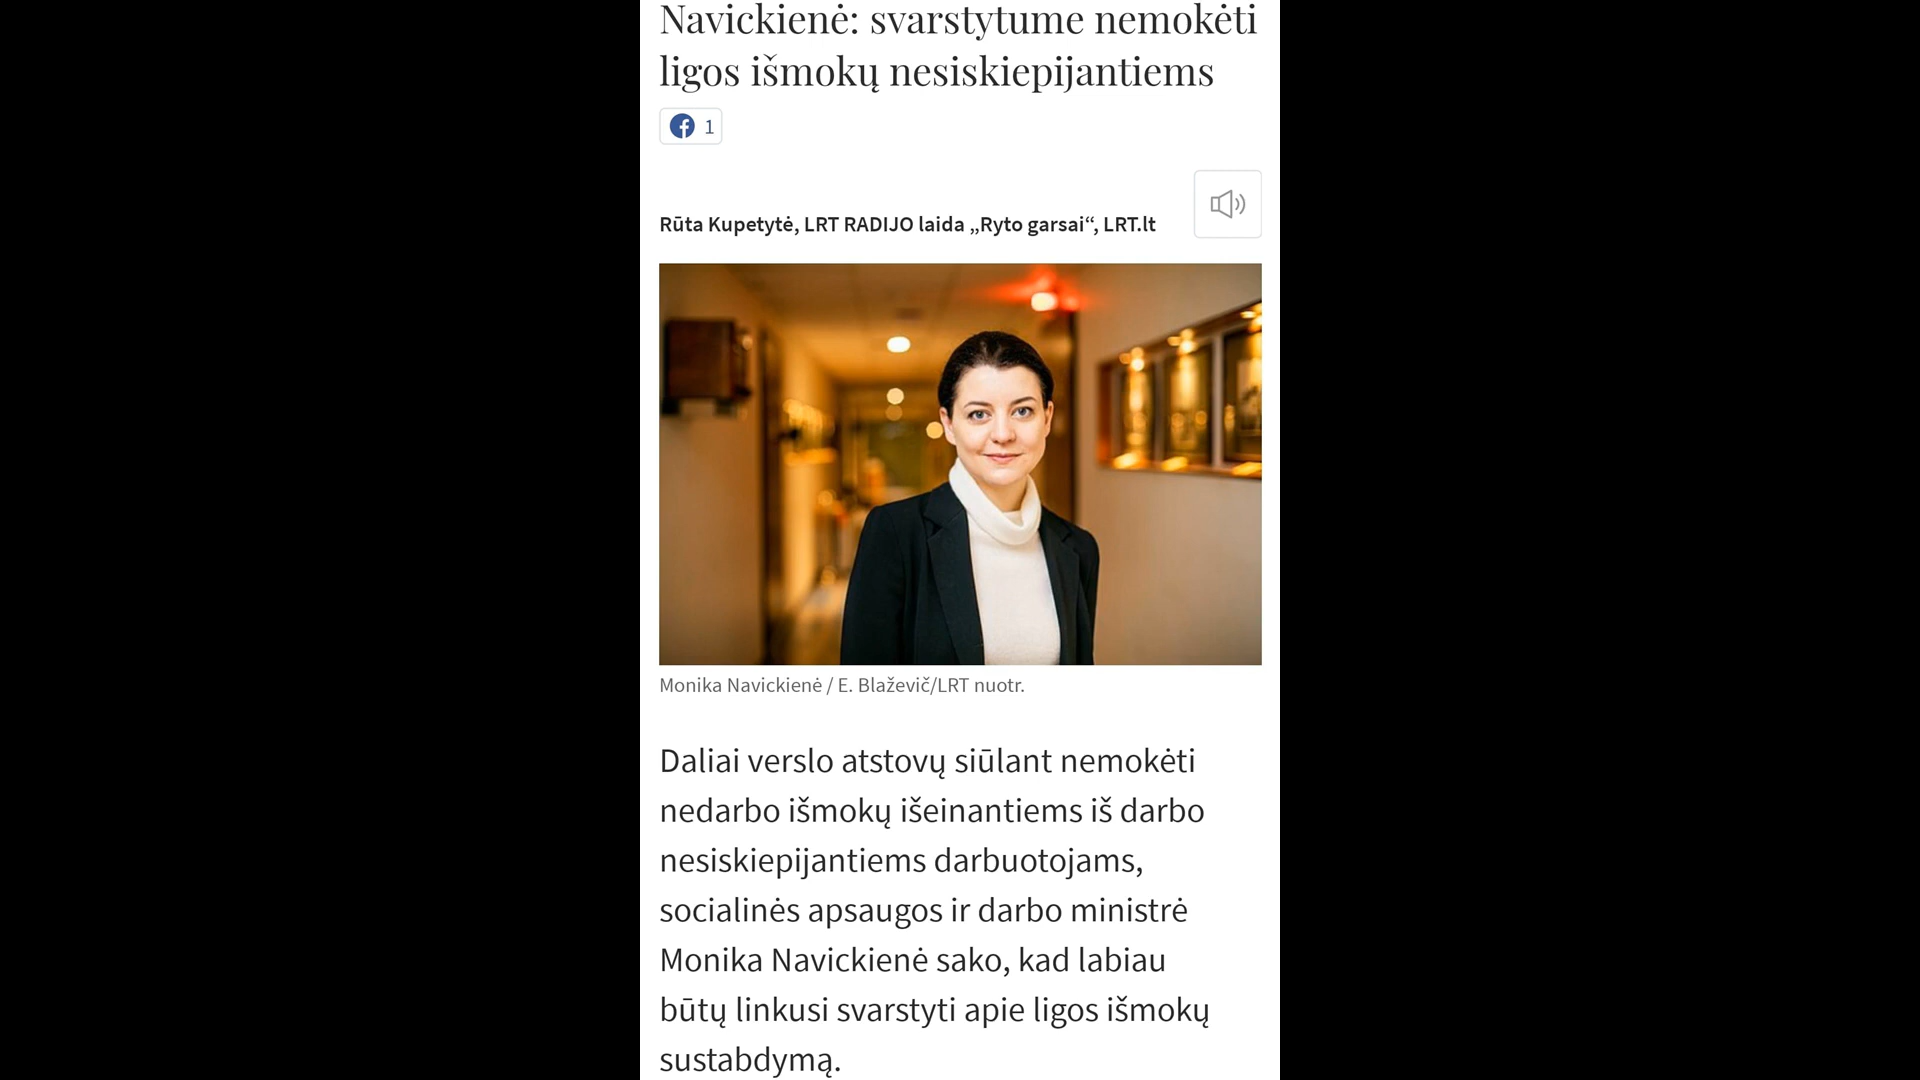 Navickienė: svarstytume nemokėti
ligos išmokų nesiskiepijantiems
1
Rūta Kupetytė, LRT RADIJO laida „Ryto garsai“, LRT.lt
Monika Navickienė / E. Blaževič/LRT nuotr.
Daliai verslo atstovų siūlant nemokėti
nedarbo išmokų išeinantiems iš darbo
nesiskiepijantiems darbuotojams,
socialinės apsaugos ir darbo ministrė
Monika Navickienė sako, kad labiau
būtų linkusi svarstyti apie ligos išmokų
sustabdymą.